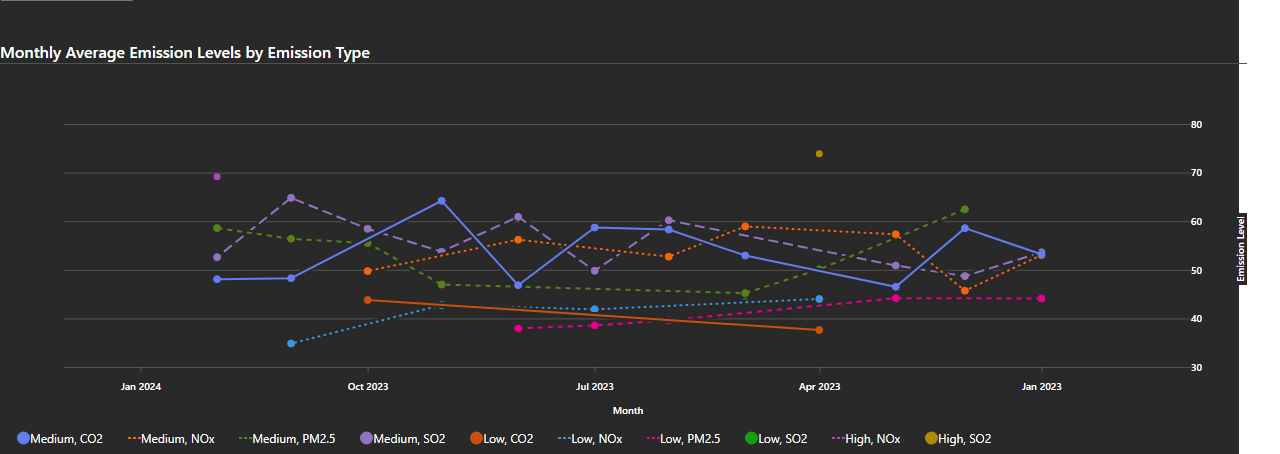 Monthly Average Emission Levels by Emission Type
80
70
60
50
40
30
Emission Level
Jan 2024 Oct 2023 Jul 2023 Apr 2023 Jan 2023
Month
Medium, CO2 Medium, NOx Medium, PM2.5 Medium, SO2 Low, CO2 Low, NOx Low, PM2.5 Low, SO2 High, NOx High, SO2